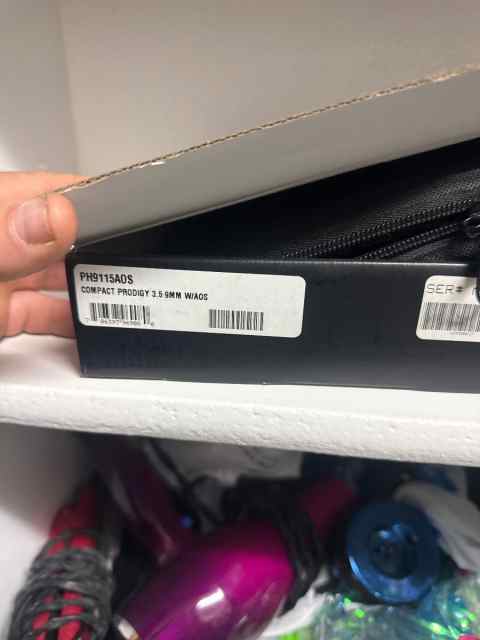 PH9115AOS
COMPACT PRODIGY 3.5 9MM W/AOS
SER#